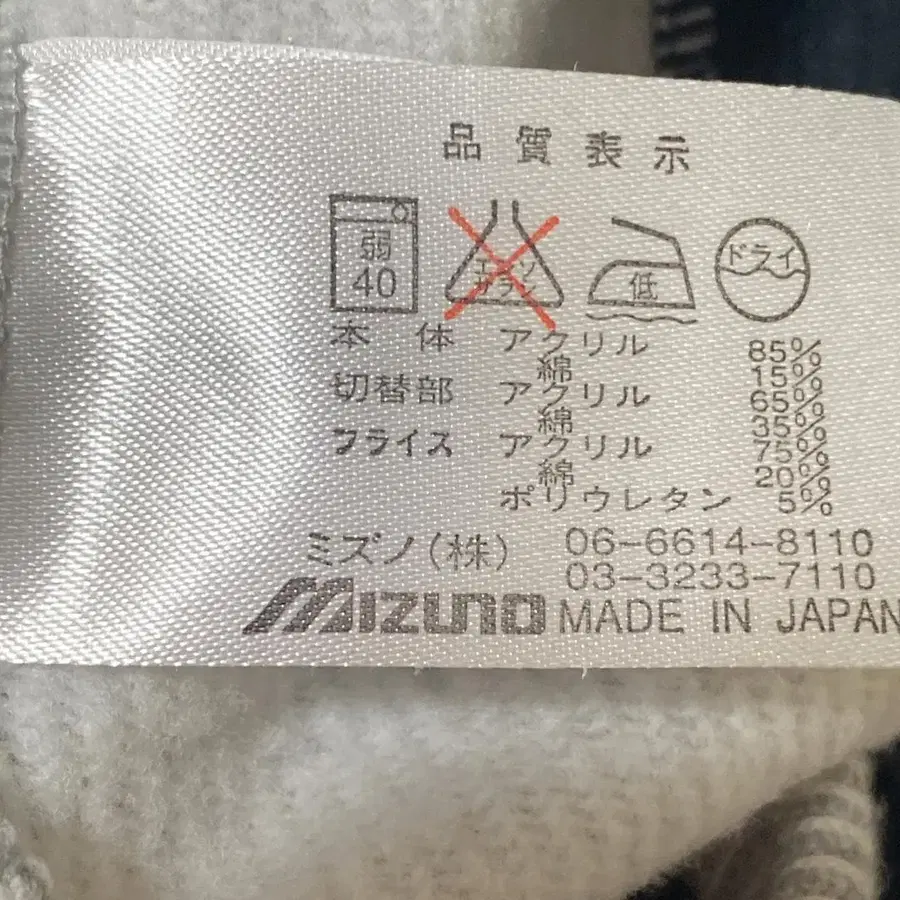 品質表示
弱
40
エンソ
サラシ
低
ドライ
本体 アクリル 85%
綿 15%
切替部 アクリル 65%
綿 35%
フライス アクリル 75%
綿 20%
ポリウレタン 5%
ミズノ(株) 06-6614-8110
03-3233-7110
MIZUNO MADE IN JAPAN